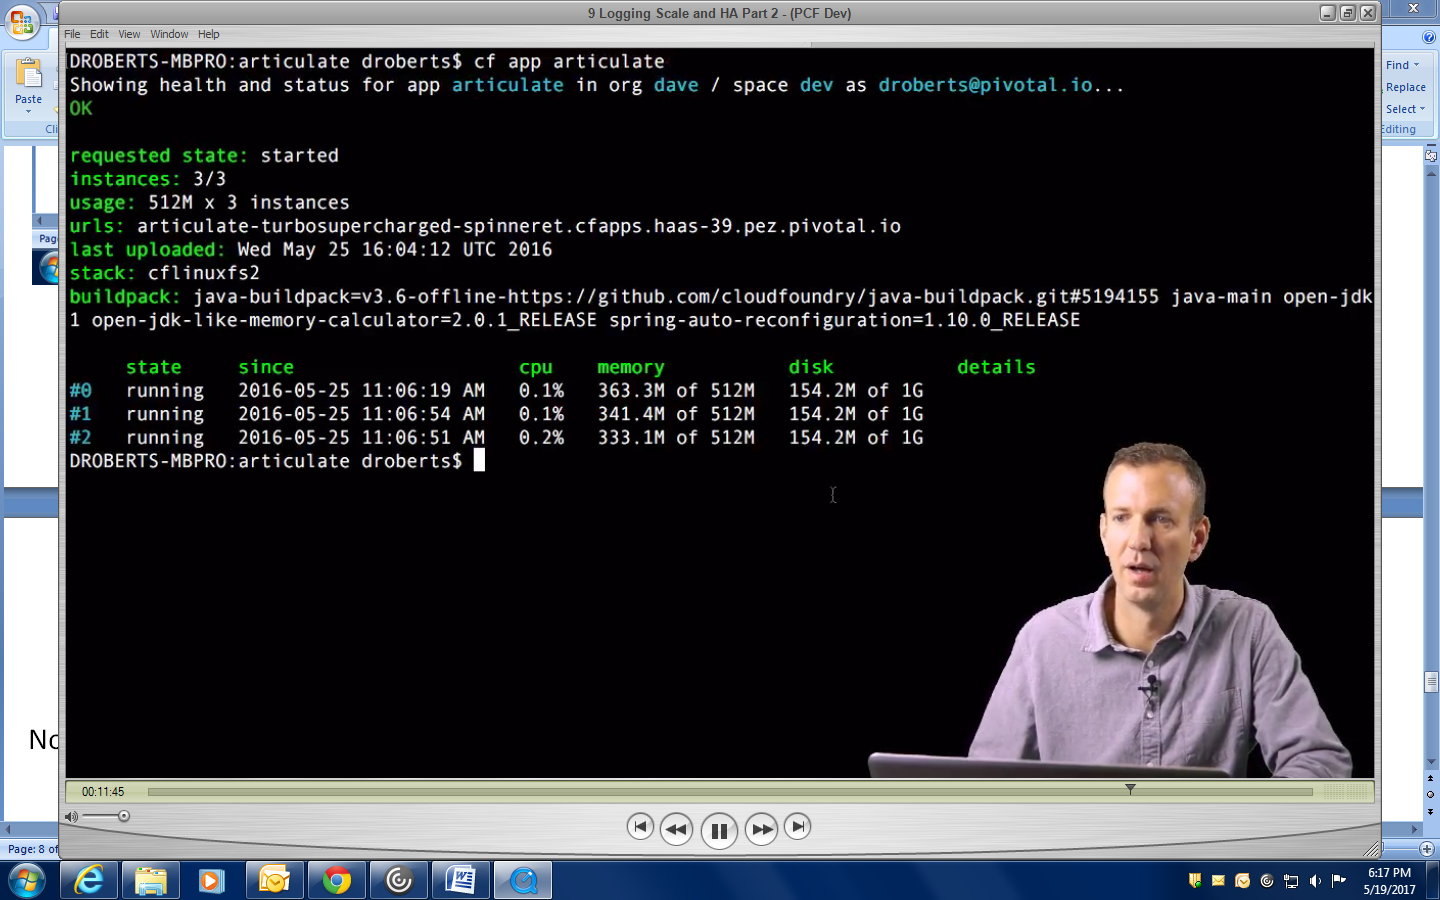 9 Logging Scale and HA Part 2 - (PCF Dev)
File Edit View Window Help
DROBERTS-MBPRO:articulate droberts$ cf app articulate
Showing health and status for app articulate in org dave / space dev as droberts@pivotal.io...
OK
requested state: started
instances: 3/3
usage: 512M x 3 instances
urls: articulate-turbosupercharged-spinneret.cfapps.haas-39.pez.pivotal.io
last uploaded: Wed May 25 16:04:12 UTC 2016
stack: cflinuxfs2
buildpack: java-buildpack=v3.6-offline-https://github.com/cloudfoundry/java-buildpack.git#5194155 java-main open-jdk
1 open-jdk-like-memory-calculator=2.0.1_RELEASE spring-auto-reconfiguration=1.10.0_RELEASE
state since cpu memory disk details
#0 running 2016-05-25 11:06:19 AM 0.1% 363.3M of 512M 154.2M of 1G
#1 running 2016-05-25 11:06:54 AM 0.1% 341.4M of 512M 154.2M of 1G
#2 running 2016-05-25 11:06:51 AM 0.2% 333.1M of 512M 154.2M of 1G
DROBERTS-MBPRO:articulate droberts$
00:11:45
Paste
Find
Replace
Select
Editing
No
Page: 8 of
6:17 PM
5/19/2017